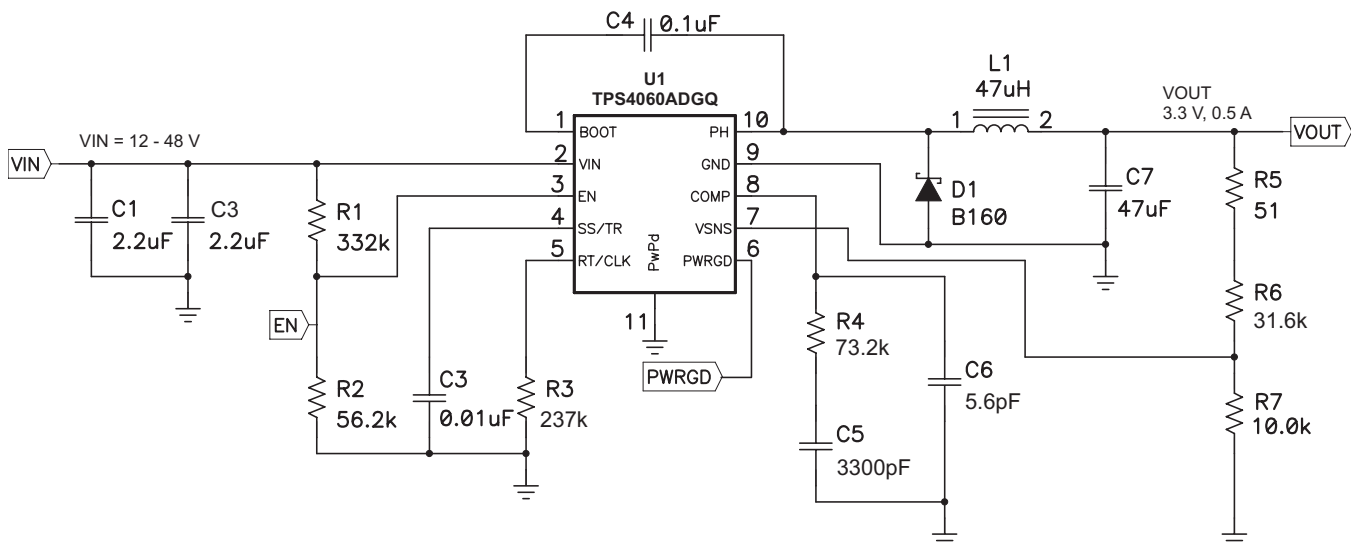 C4
0.1uF
U1
TPS4060ADGQ
L1
47uH
VOUT
3.3 V, 0.5 A
1
BOOT
PH
10
1
2
VOUT
VIN = 12 - 48 V
VIN
2
VIN
GND
9
3
EN
COMP
8
4
SS/TR
VSNS
7
5
RT/CLK
PWRGD
6
PwPd
11
C1
2.2uF
C3
2.2uF
R1
332k
D1
B160
C7
47uF
R5
51
EN
R4
73.2k
R6
31.6k
PWRGD
R2
56.2k
C3
0.01uF
R3
237k
C6
5.6pF
R7
10.0k
C5
3300pF